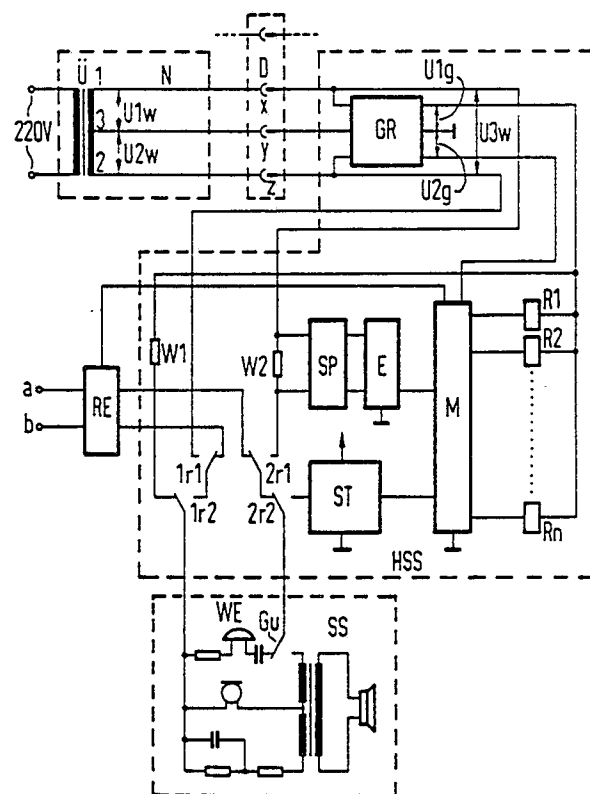 Ü 1 N D U1g
U1w X
220V 3 GR U3w
U2w y
2 z U2g
R1
W1 R2
W2 SP E
a RE M
b
1r1 2r1
ST
1r2 2r2
Rn
HSS
WE Gu SS